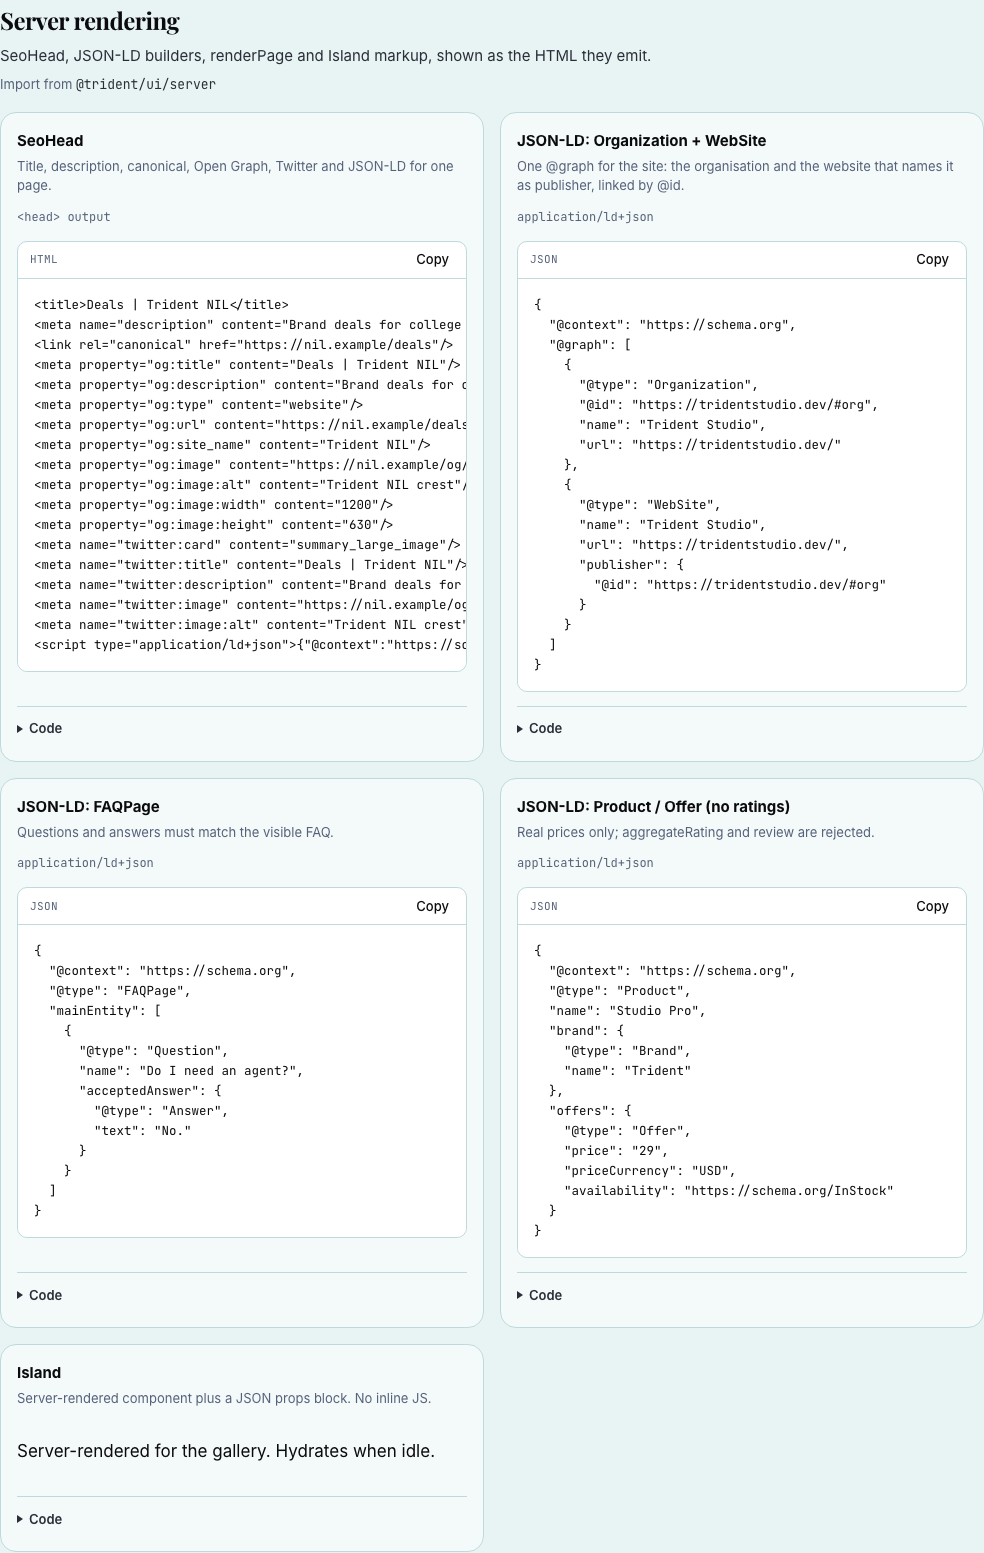 Server rendering
SeoHead, JSON-LD builders, renderPage and Island markup, shown as the HTML they emit.
Import from @trident/ui/server
SeoHead
Title, description, canonical, Open Graph, Twitter and JSON-LD for one
page.
<head> output
HTML
Copy
<title>Deals | Trident NIL</title>
<meta name="description" content="Brand deals for college
<link rel="canonical" href="https://nil.example/deals"/>
<meta property="og:title" content="Deals | Trident NIL"/>
<meta property="og:description" content="Brand deals for c
<meta property="og:type" content="website"/>
<meta property="og:url" content="https://nil.example/deals
<meta property="og:site_name" content="Trident NIL"/>
<meta property="og:image" content="https://nil.example/og/
<meta property="og:image:alt" content="Trident NIL crest"/
<meta property="og:image:width" content="1200"/>
<meta property="og:image:height" content="630"/>
<meta name="twitter:card" content="summary_large_image"/>
<meta name="twitter:title" content="Deals | Trident NIL"/>
<meta name="twitter:description" content="Brand deals for
<meta name="twitter:image" content="https://nil.example/og
<meta name="twitter:image:alt" content="Trident NIL crest"
<script type="application/ld+json">{"@context":"https://sc
Code
JSON-LD: Organization + WebSite
One @graph for the site: the organisation and the website that names it
as publisher, linked by @id.
application/ld+json
JSON
Copy
{
  "@context": "https://schema.org",
  "@graph": [
    {
      "@type": "Organization",
      "@id": "https://tridentstudio.dev/#org",
      "name": "Trident Studio",
      "url": "https://tridentstudio.dev/"
    },
    {
      "@type": "WebSite",
      "name": "Trident Studio",
      "url": "https://tridentstudio.dev/",
      "publisher": {
        "@id": "https://tridentstudio.dev/#org"
      }
    }
  ]
}
Code
JSON-LD: FAQPage
Questions and answers must match the visible FAQ.
application/ld+json
JSON
Copy
{
  "@context": "https://schema.org",
  "@type": "FAQPage",
  "mainEntity": [
    {
      "@type": "Question",
      "name": "Do I need an agent?",
      "acceptedAnswer": {
        "@type": "Answer",
        "text": "No."
      }
    }
  ]
}
Code
JSON-LD: Product / Offer (no ratings)
Real prices only; aggregateRating and review are rejected.
application/ld+json
JSON
Copy
{
  "@context": "https://schema.org",
  "@type": "Product",
  "name": "Studio Pro",
  "brand": {
    "@type": "Brand",
    "name": "Trident"
  },
  "offers": {
    "@type": "Offer",
    "price": "29",
    "priceCurrency": "USD",
    "availability": "https://schema.org/InStock"
  }
}
Code
Island
Server-rendered component plus a JSON props block. No inline JS.
Server-rendered for the gallery. Hydrates when idle.
Code